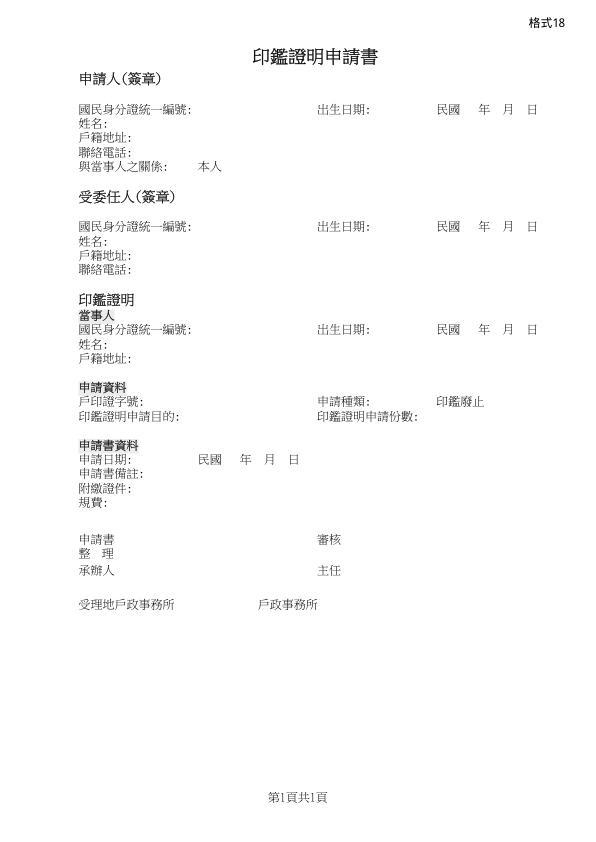 格式18
印鑑證明申請書
申請人(簽章)
國民身分證統一編號: 出生日期: 民國 年 月 日
姓名:
戶籍地址:
聯絡電話:
與當事人之關係: 本人
受委任人(簽章)
國民身分證統一編號: 出生日期: 民國 年 月 日
姓名:
戶籍地址:
聯絡電話:
印鑑證明
當事人
國民身分證統一編號: 出生日期: 民國 年 月 日
姓名:
戶籍地址:
申請資料
戶印證字號: 申請種類: 印鑑廢止
印鑑證明申請目的: 印鑑證明申請份數:
申請書資料
申請日期: 民國 年 月 日
申請書備註:
附繳證件:
規費:
申請書 審核
整 理
承辦人 主任
受理地戶政事務所 戶政事務所
第1頁共1頁